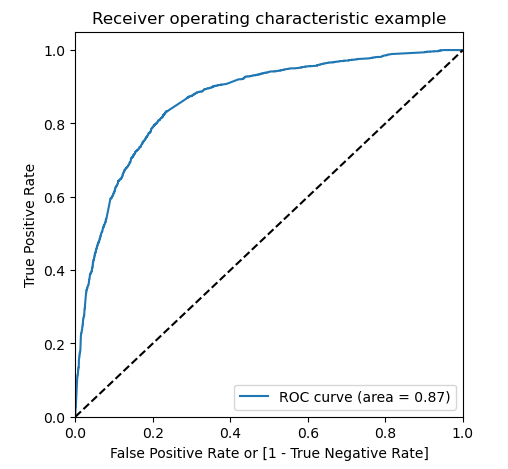 Receiver operating characteristic example
1.0
0.8
0.6
0.4
0.2
0.0
True Positive Rate
ROC curve (area = 0.87)
0.0 0.2 0.4 0.6 0.8 1.0
False Positive Rate or [1 - True Negative Rate]